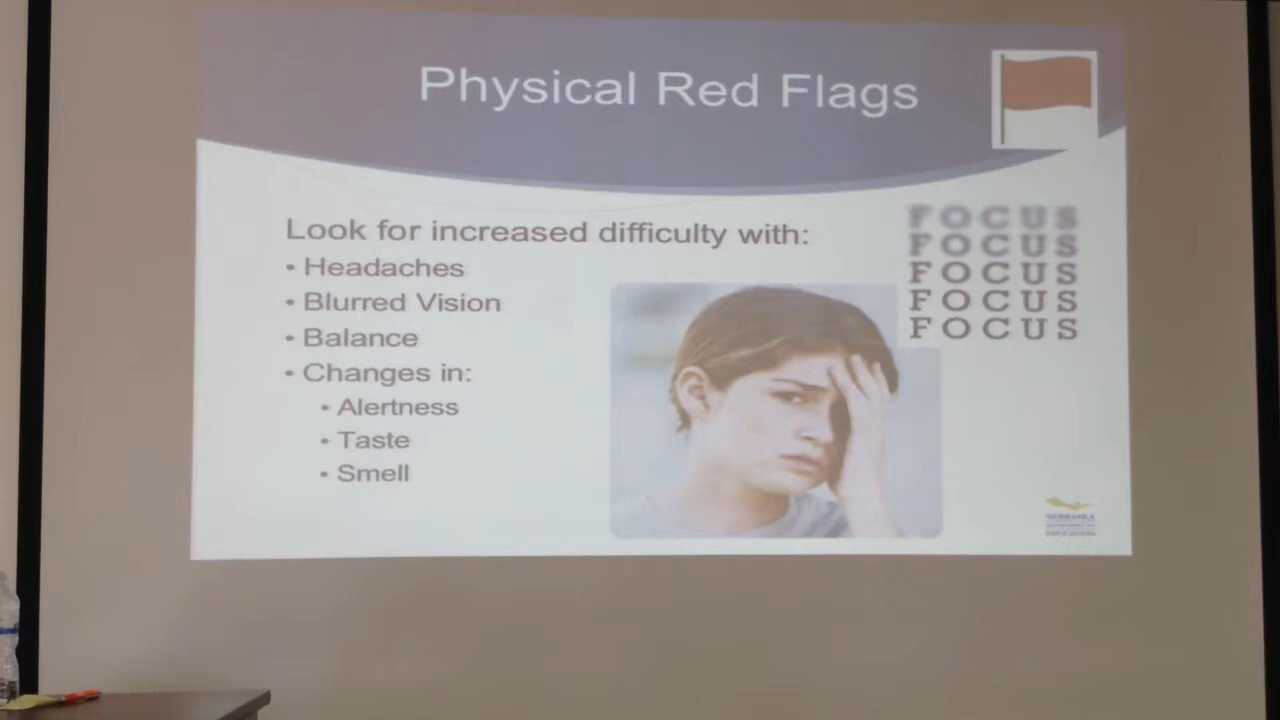 Physical Red Flags
Look for increased difficulty with:
• Headaches
• Blurred Vision
• Balance
• Changes in:
• Alertness
• Taste
• Smell
FOCUS
FOCUS
FOCUS
FOCUS
FOCUS
NEBRASKA